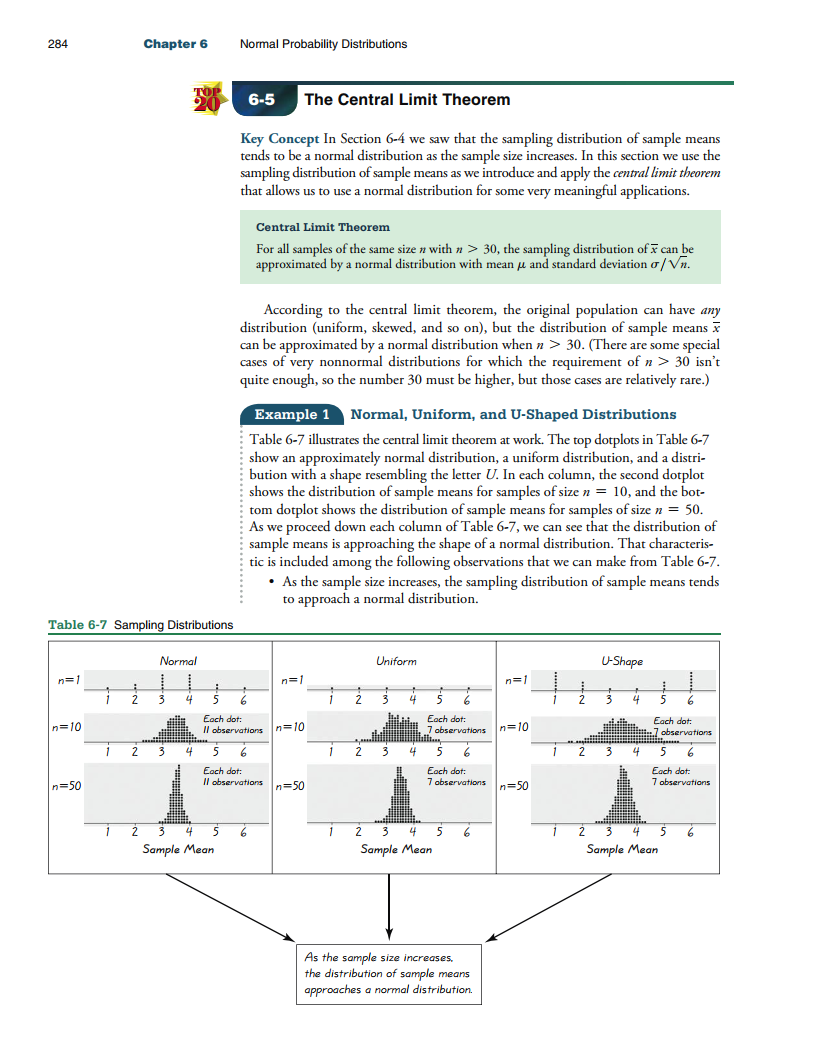 284 Chapter 6 Normal Probability Distributions
TOP
20
6-5 The Central Limit Theorem
Key Concept In Section 6-4 we saw that the sampling distribution of sample means
tends to be a normal distribution as the sample size increases. In this section we use the
sampling distribution of sample means as we introduce and apply the central limit theorem
that allows us to use a normal distribution for some very meaningful applications.
Central Limit Theorem
For all samples of the same size n with n > 30, the sampling distribution of x̅ can be
approximated by a normal distribution with mean μ and standard deviation σ/√n.
According to the central limit theorem, the original population can have any
distribution (uniform, skewed, and so on), but the distribution of sample means x̅
can be approximated by a normal distribution when n > 30. (There are some special
cases of very nonnormal distributions for which the requirement of n > 30 isn't
quite enough, so the number 30 must be higher, but those cases are relatively rare.)
Example 1 Normal, Uniform, and U-Shaped Distributions
Table 6-7 illustrates the central limit theorem at work. The top dotplots in Table 6-7
show an approximately normal distribution, a uniform distribution, and a distri-
bution with a shape resembling the letter U. In each column, the second dotplot
shows the distribution of sample means for samples of size n = 10, and the bot-
tom dotplot shows the distribution of sample means for samples of size n = 50.
As we proceed down each column of Table 6-7, we can see that the distribution of
sample means is approaching the shape of a normal distribution. That characteris-
tic is included among the following observations that we can make from Table 6-7.
• As the sample size increases, the sampling distribution of sample means tends
to approach a normal distribution.
Table 6-7 Sampling Distributions
Normal
n=1
1 2 3 4 5 6
n=10
Each dot:
11 observations
1 2 3 4 5 6
n=50
Each dot:
11 observations
1 2 3 4 5 6
Sample Mean
Uniform
n=1
1 2 3 4 5 6
n=10
Each dot:
7 observations
1 2 3 4 5 6
n=50
Each dot:
7 observations
1 2 3 4 5 6
Sample Mean
U-Shape
n=1
1 2 3 4 5 6
n=10
Each dot:
7 observations
1 2 3 4 5 6
n=50
Each dot:
7 observations
1 2 3 4 5 6
Sample Mean
As the sample size increases,
the distribution of sample means
approaches a normal distribution.